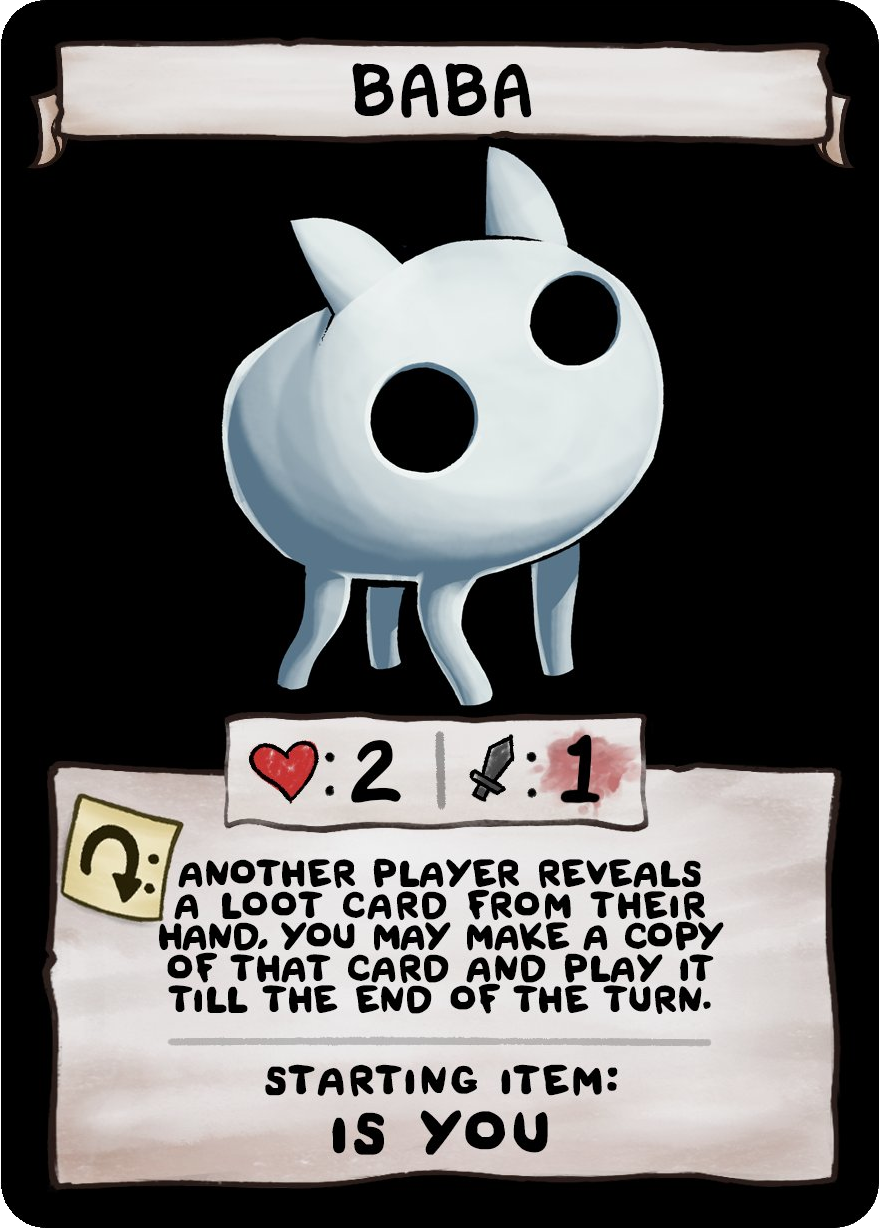 BABA
: 2 | : 1
: ANOTHER PLAYER REVEALS
A LOOT CARD FROM THEIR
HAND. YOU MAY MAKE A COPY
OF THAT CARD AND PLAY IT
TILL THE END OF THE TURN.
STARTING ITEM:
IS YOU